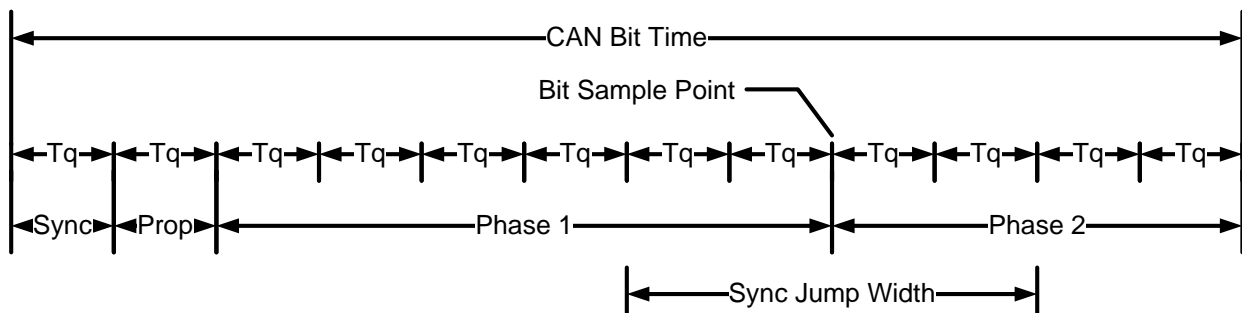 CAN Bit Time
Bit Sample Point
Tq Tq Tq Tq Tq Tq Tq Tq Tq Tq Tq Tq
Sync Prop Phase 1 Phase 2
Sync Jump Width